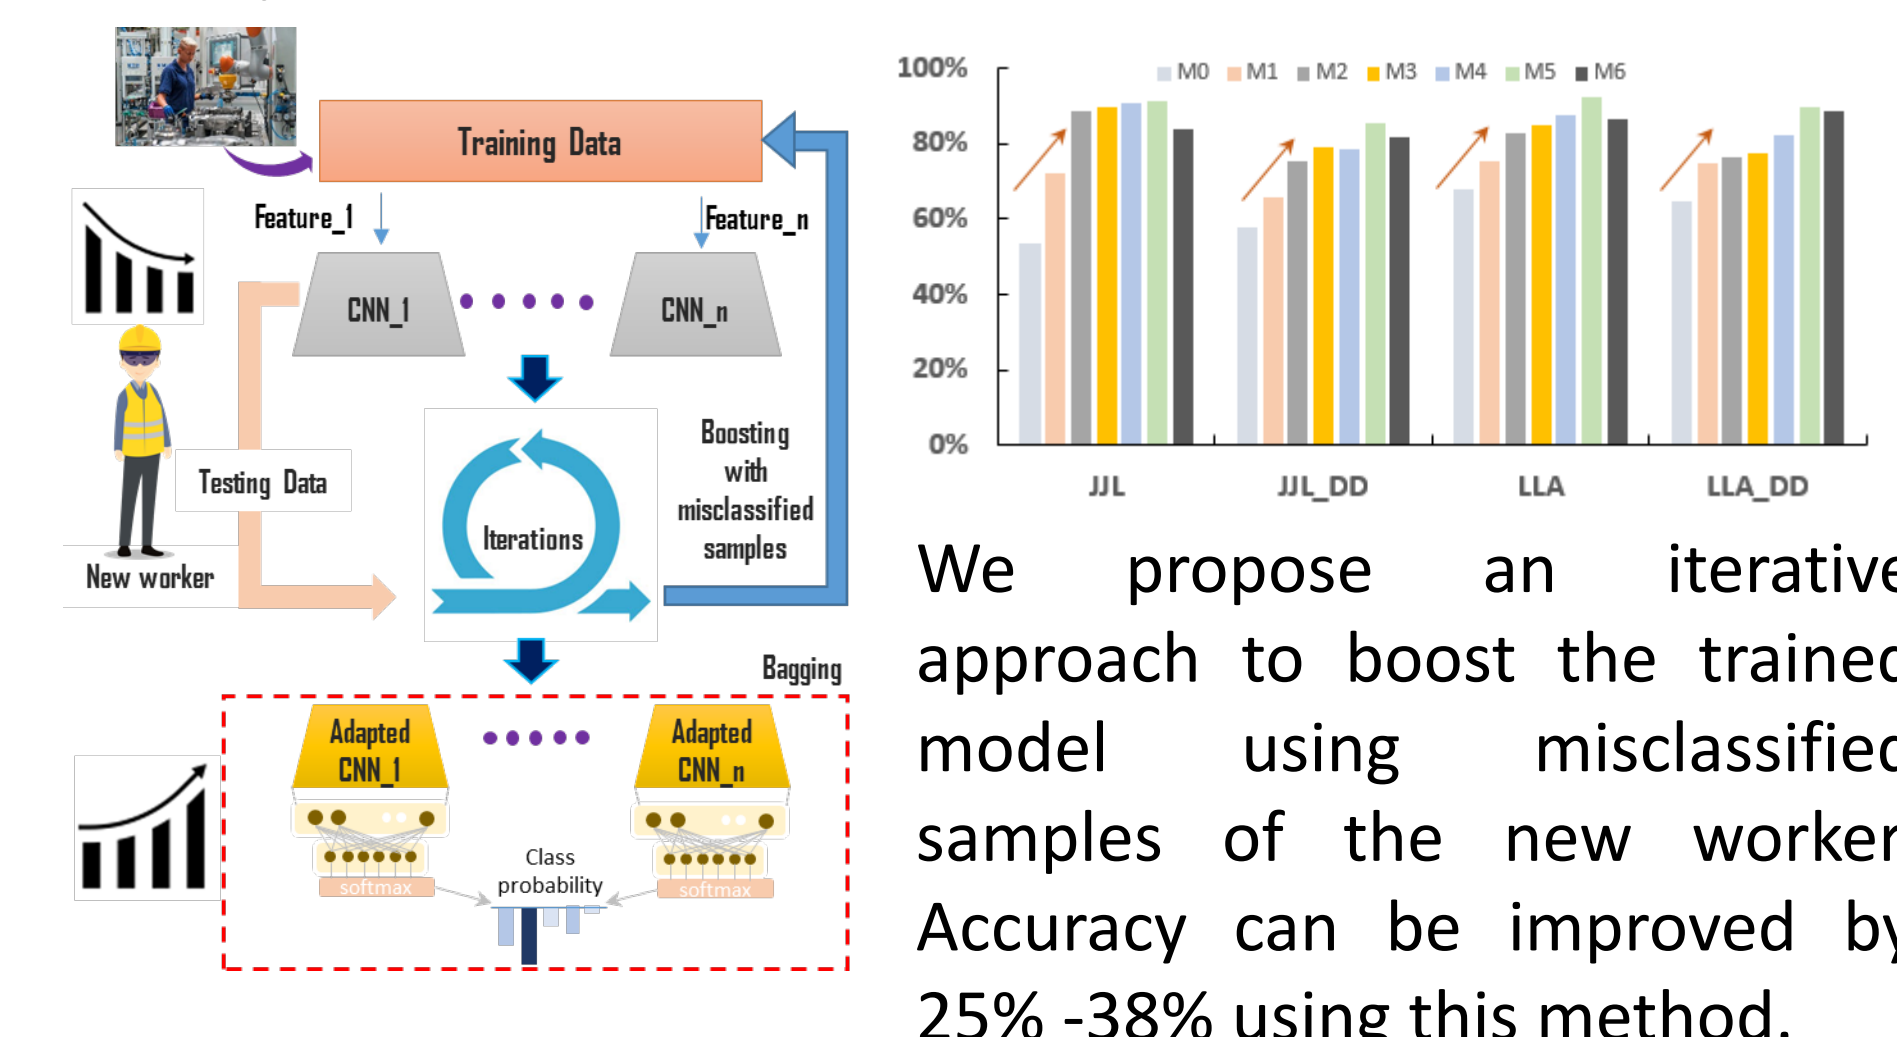 Training Data
Feature_1
Feature_n
CNN_1
CNN_n
Testing Data
New worker
Iterations
Boosting
with
misclassified
samples
Bagging
Adapted
CNN_1
Adapted
CNN_n
softmax
softmax
Class
probability
M0 M1 M2 M3 M4 M5 M6
100%
80%
60%
40%
20%
0%
JJL JJL_DD LLA LLA_DD
We propose an iterative
approach to boost the trained
model using misclassified
samples of the new worker
Accuracy can be improved by
25% -38% using this method.